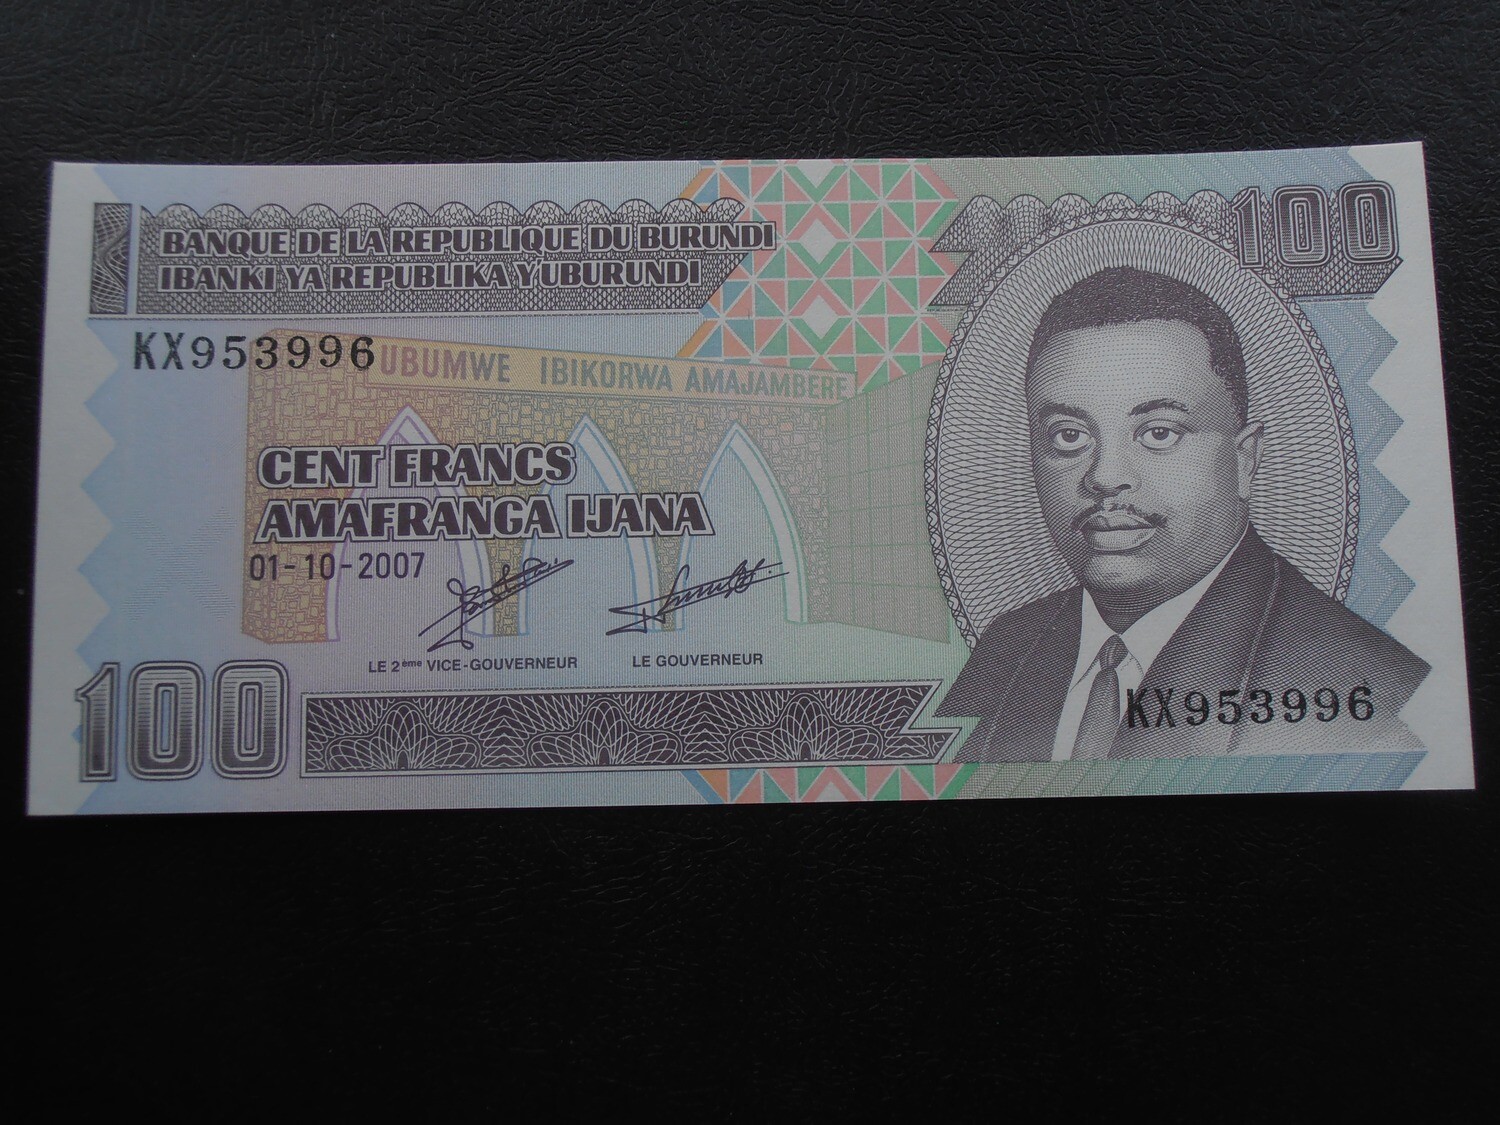 BANQUE DE LA REPUBLIQUE DU BURUNDI
IBANKI YA REPUBLIKA Y'UBURUNDI
100
KX953996
UBUMWE IBIKORWA AMAJAMBERE
CENT FRANCS
AMAFRANGA IJANA
01-10-2007
LE 2ème VICE-GOUVERNEUR
LE GOUVERNEUR
100
KX953996